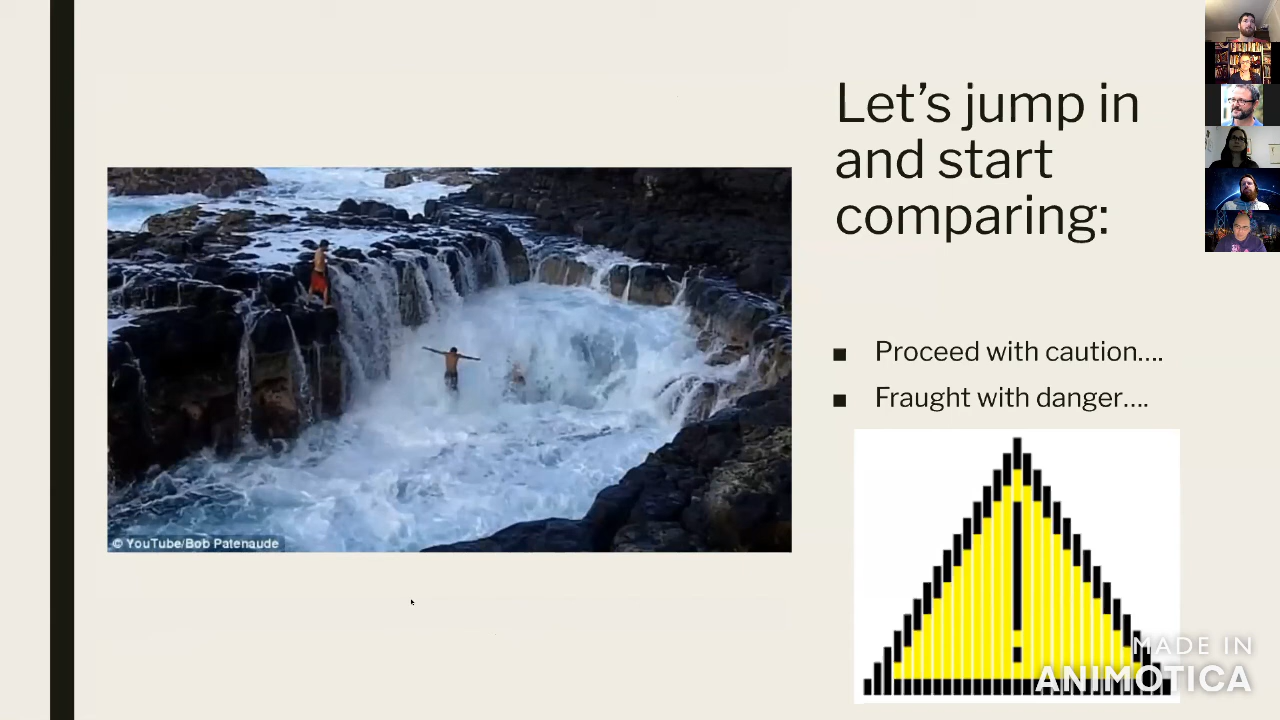 Let’s jump in
and start
comparing:
■ Proceed with caution....
■ Fraught with danger....
© YouTube/Bob Patenaude
MADE IN
ANIMOTICA